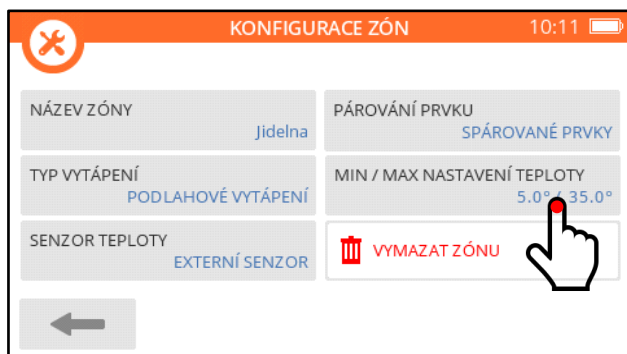 KONFIGURACE ZÓN 10:11
NÁZEV ZÓNY
Jidelna
PÁROVÁNÍ PRVKU
SPÁROVANÉ PRVKY
TYP VYTÁPENÍ
PODLAHOVÉ VYTÁPENÍ
MIN / MAX NASTAVENÍ TEPLOTY
5.0° / 35.0°
SENZOR TEPLOTY
EXTERNÍ SENZOR
VYMAZAT ZÓNU